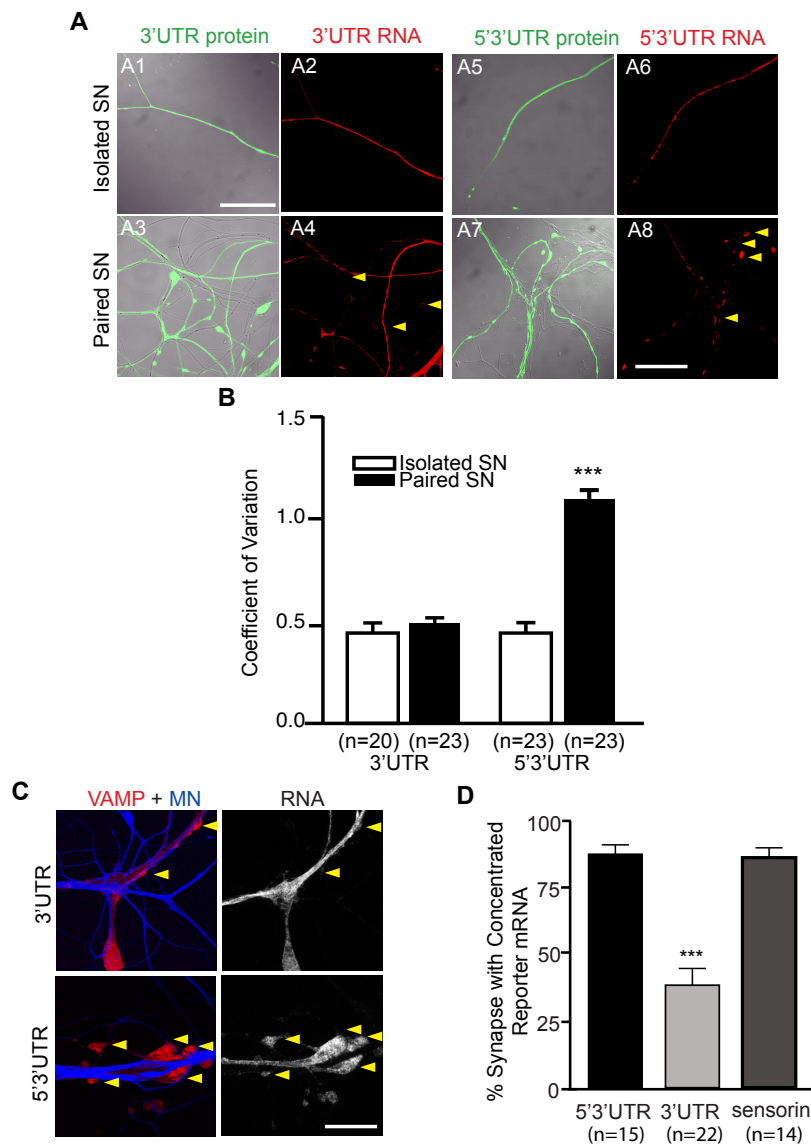 A
3'UTR protein 3'UTR RNA 5'3'UTR protein 5'3'UTR RNA
Isolated SN
A1 A2 A5 A6
Paired SN
A3 A4 A7 A8
B
Coefficient of Variation
1.5
1.0
0.5
0.0
Isolated SN
Paired SN
***
(n=20) (n=23) (n=23) (n=23)
3'UTR 5'3'UTR
C
VAMP + MN RNA
3'UTR
5'3'UTR
D
% Synapse with Concentrated
Reporter mRNA
100
75
50
25
0
***
5'3'UTR 3'UTR sensorin
(n=15) (n=22) (n=14)